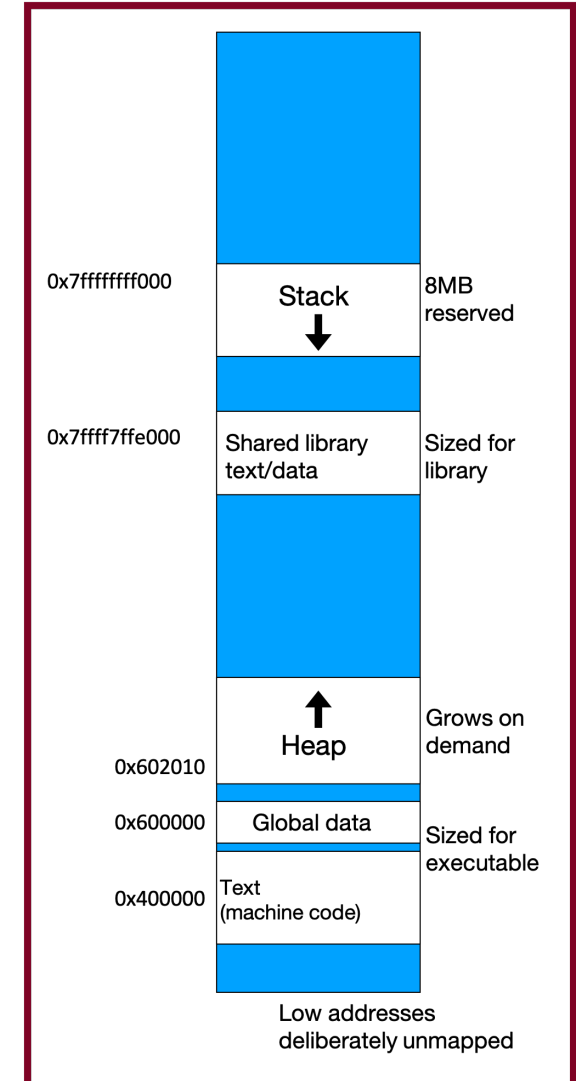 0x7ffffffff000
Stack
8MB
reserved
0x7ffff7ffe000
Shared library
text/data
Sized for
library
Heap
Grows on
demand
0x602010
0x600000
Global data
Sized for
executable
0x400000
Text
(machine code)
Low addresses
deliberately unmapped